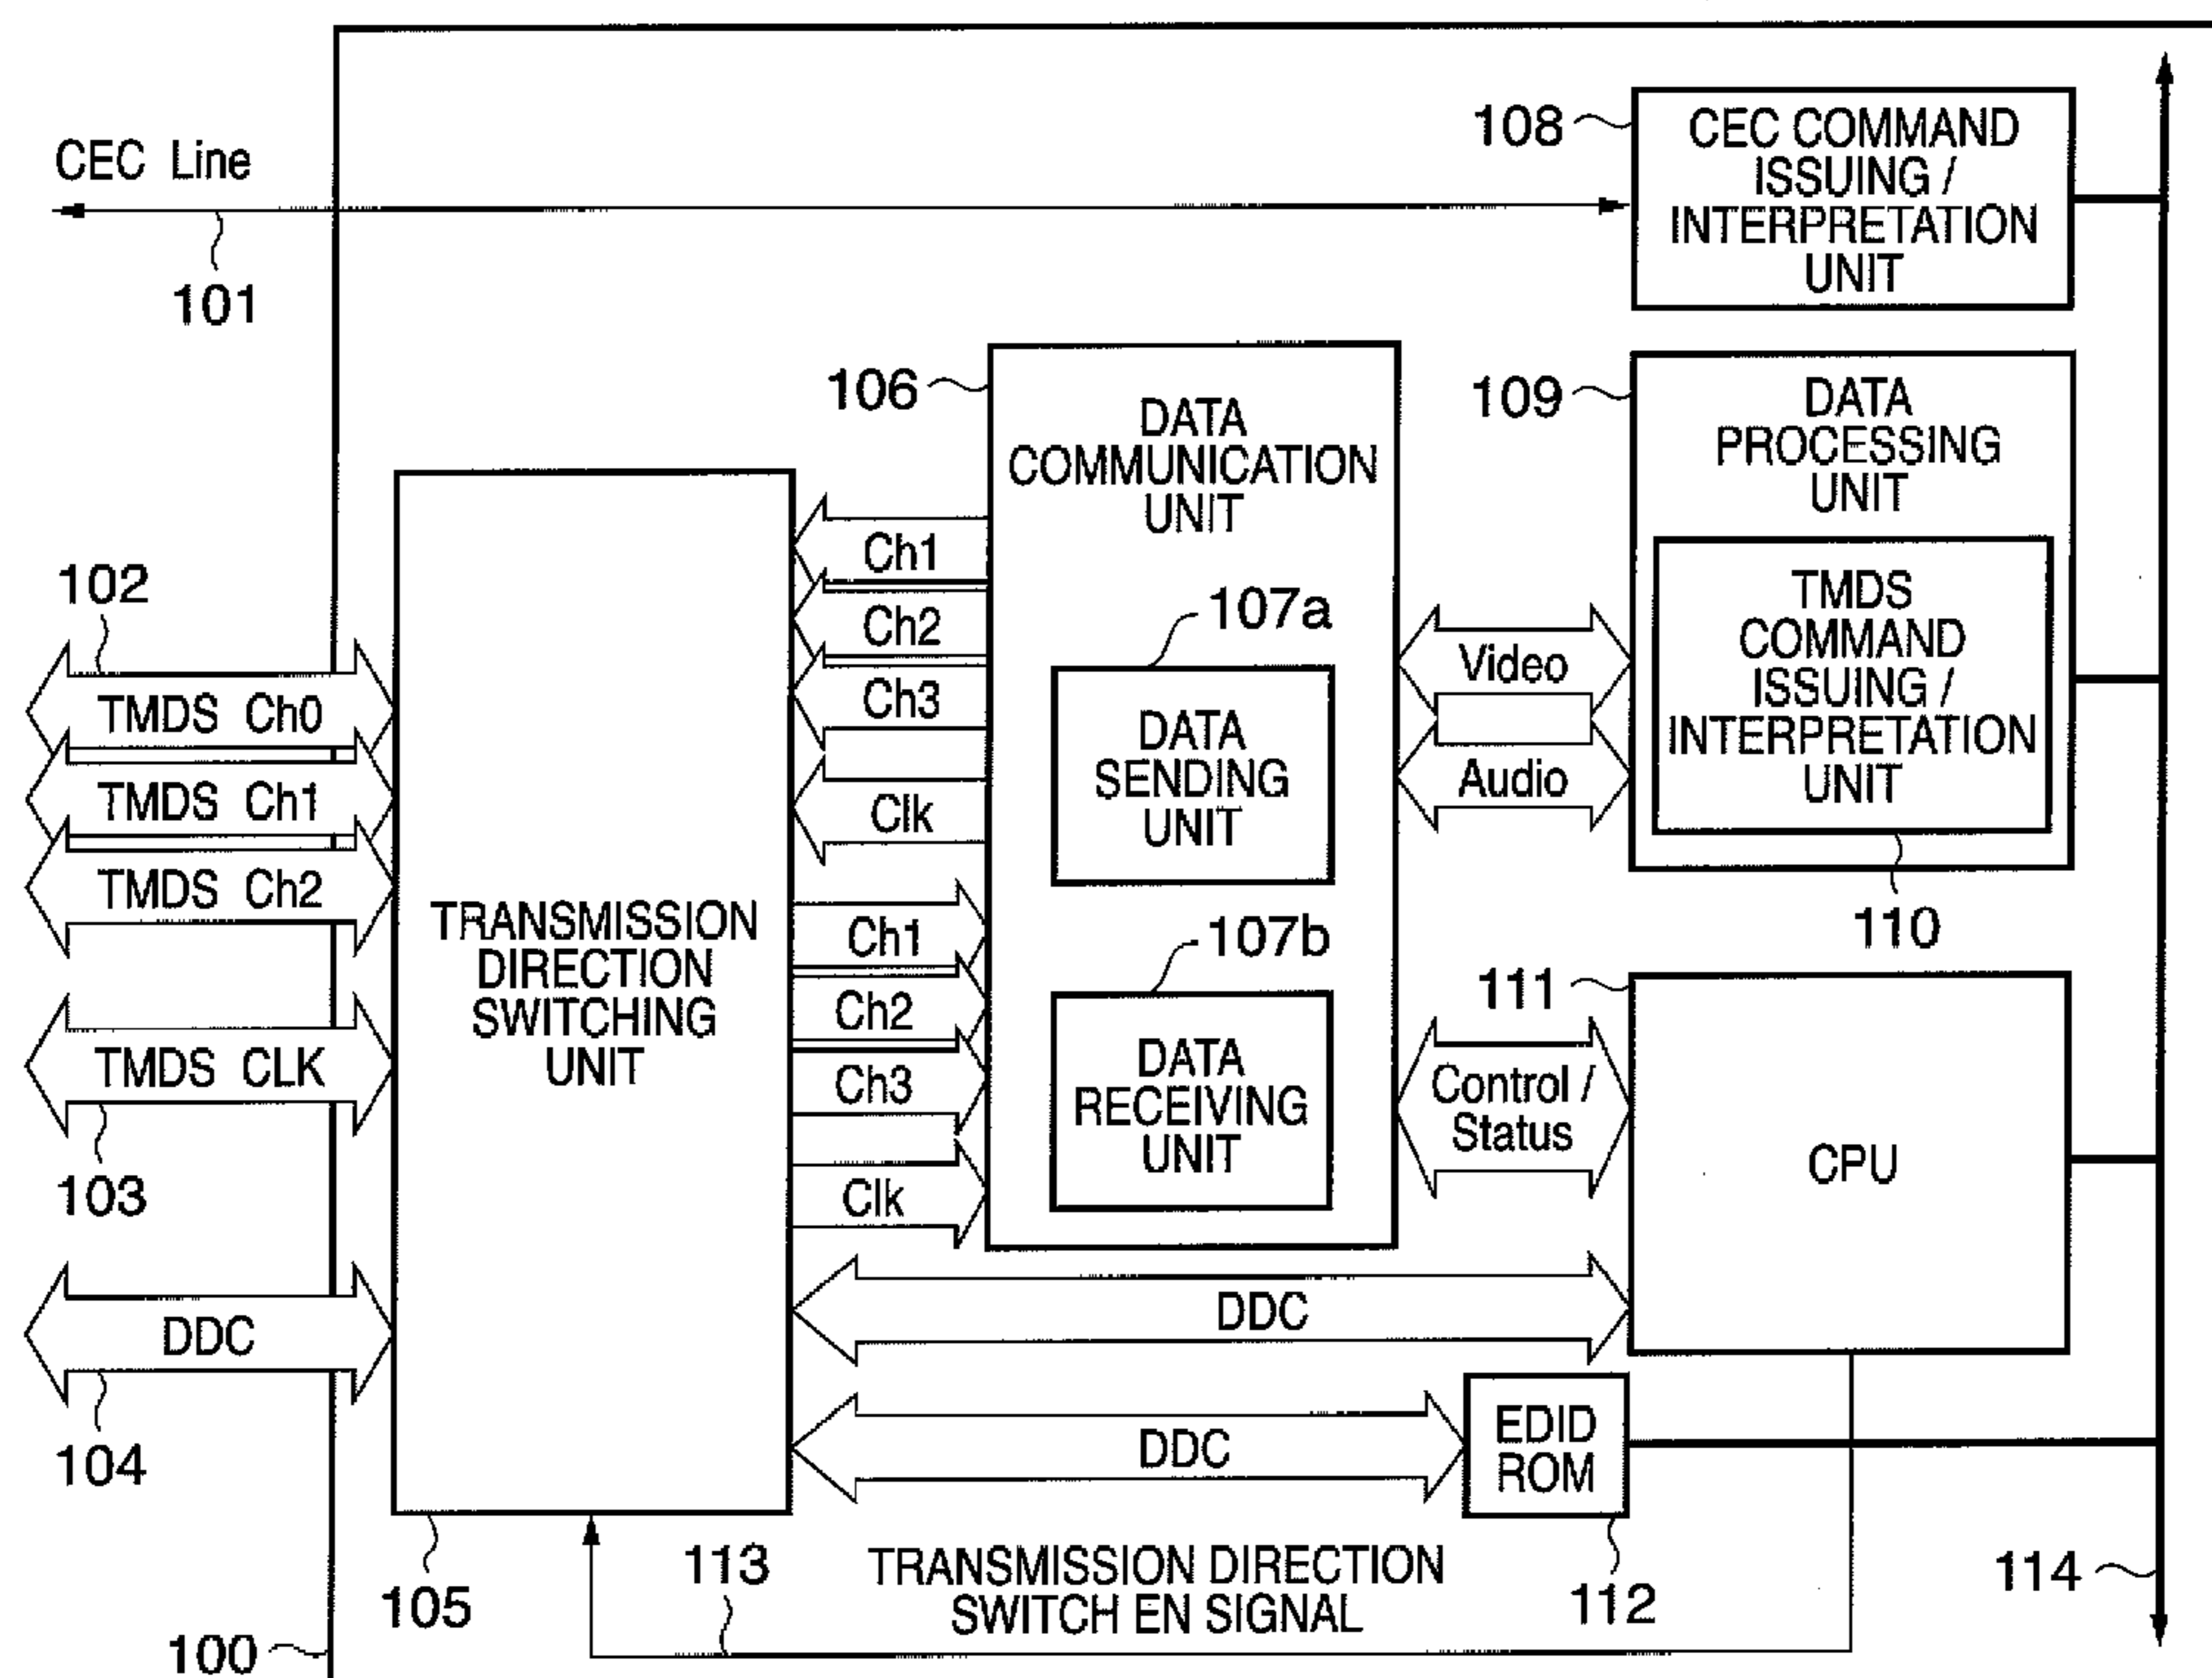 CEC Line
101
108
CEC COMMAND
ISSUING /
INTERPRETATION
UNIT
106
DATA
COMMUNICATION
UNIT
109
DATA
PROCESSING
UNIT
102
TMDS Ch0
TMDS Ch1
TMDS Ch2
TMDS CLK
103
DDC
104
TRANSMISSION
DIRECTION
SWITCHING
UNIT
105
100
Ch1
Ch2
Ch3
Clk
Ch1
Ch2
Ch3
Clk
107a
DATA
SENDING
UNIT
107b
DATA
RECEIVING
UNIT
Video
Audio
TMDS
COMMAND
ISSUING /
INTERPRETATION
UNIT
110
111
Control /
Status
CPU
DDC
DDC
EDID
ROM
112
113
TRANSMISSION DIRECTION
SWITCH EN SIGNAL
114